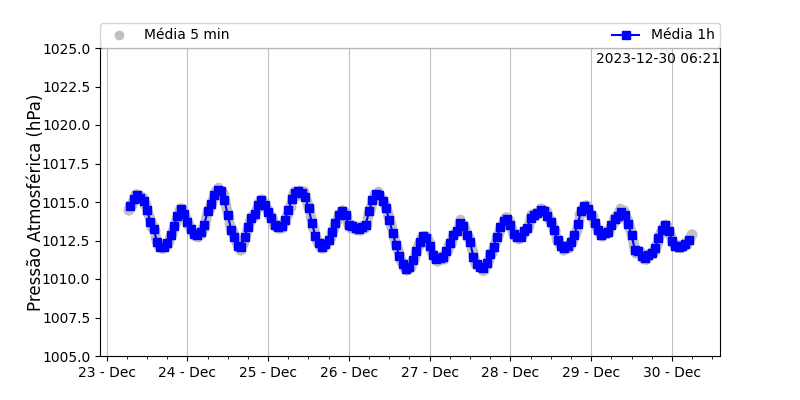 Média 5 min
Média 1h
2023-12-30 06:21
Pressão Atmosférica (hPa)
1025.0
1022.5
1020.0
1017.5
1015.0
1012.5
1010.0
1007.5
1005.0
23 - Dec
24 - Dec
25 - Dec
26 - Dec
27 - Dec
28 - Dec
29 - Dec
30 - Dec